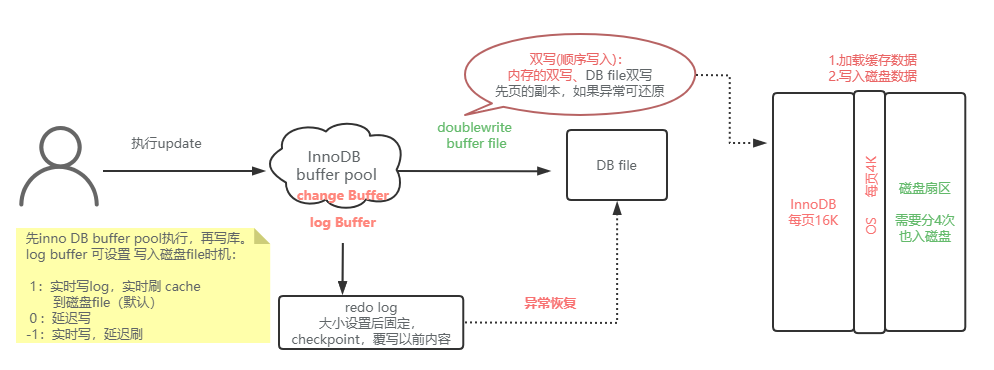 双写(顺序写入)：
内存的双写、DB file双写
先页的副本，如果异常可还原
1.加载缓存数据
2.写入磁盘数据
执行update
InnoDB
buffer pool
change Buffer
log Buffer
doublewrite
buffer file
DB file
InnoDB
每页16K
OS 每页4K
磁盘扇区
需要分4次
也入磁盘
先inno DB buffer pool执行，再写库。
log buffer 可设置 写入磁盘file时机：
1：实时写log，实时刷 cache
到磁盘file（默认）
0：延迟写
-1：实时写，延迟刷
redo log
大小设置后固定，
checkpoint，覆写以前内容
异常恢复